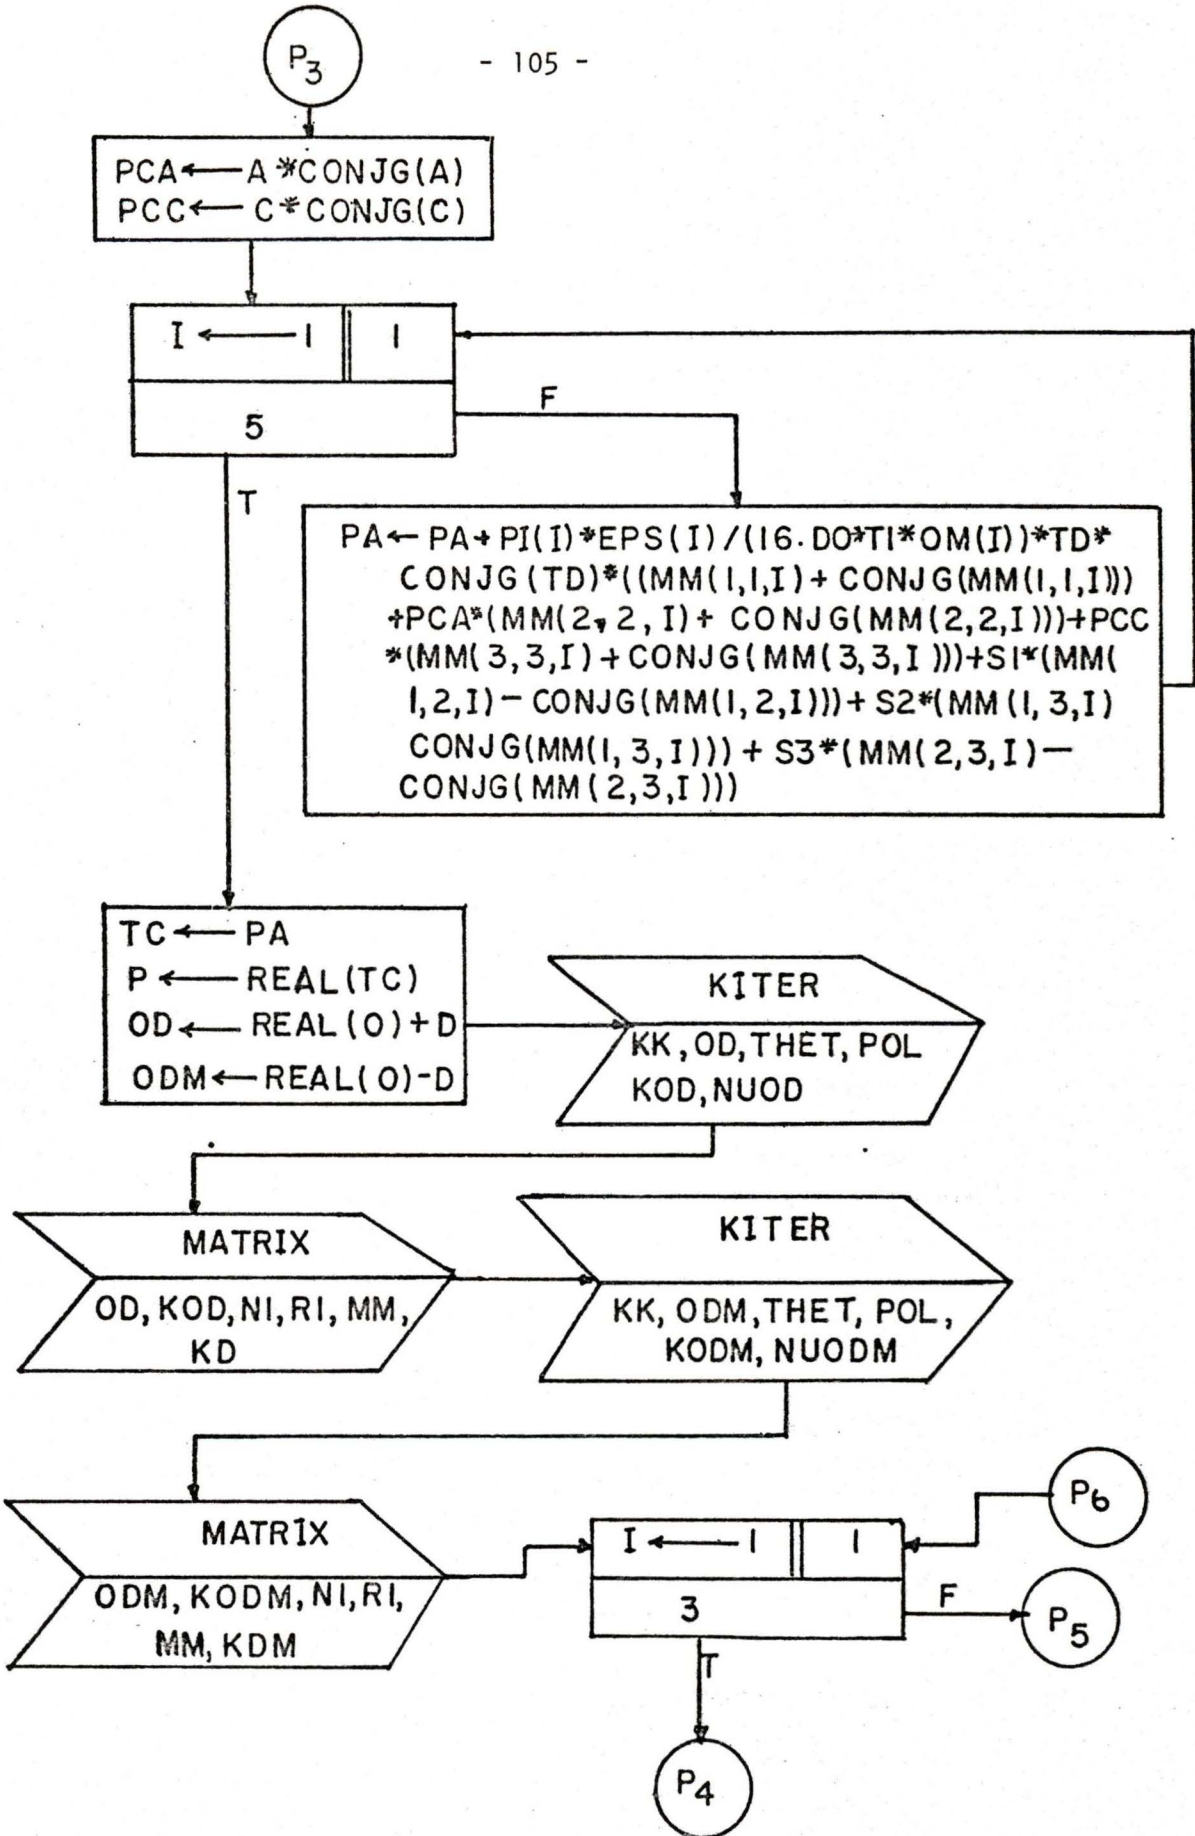 P3
- 105 -
PCA←A*CONJG(A)
PCC←C*CONJG(C)
I←1 1
5
F
T
PA←PA+PI(I)*EPS(I)/(16.DO*TI*OM(I))*TD*
CONJG(TD)*((MM(1,1,I)+CONJG(MM(1,1,I)))
+PCA*(MM(2,2,I)+CONJG(MM(2,2,I)))+PCC
*(MM(3,3,I)+CONJG(MM(3,3,I)))+S1*(MM(
1,2,I)-CONJG(MM(1,2,I)))+S2*(MM(1,3,I)
CONJG(MM(1,3,I)))+S3*(MM(2,3,I)-
CONJG(MM(2,3,I)))
TC←PA
P←REAL(TC)
OD←REAL(O)+D
ODM←REAL(O)-D
KITER
KK,OD,THET,POL
KOD,NUOD
MATRIX
OD,KOD,NI,RI,MM,
KD
KITER
KK,ODM,THET,POL,
KODM,NUODM
MATRIX
ODM,KODM,NI,RI,
MM,KDM
I←1 1
3
P6
F
P5
T
P4